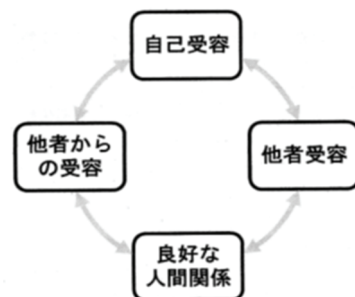 自己受容
他者から
の受容
他者受容
良好な
人間関係